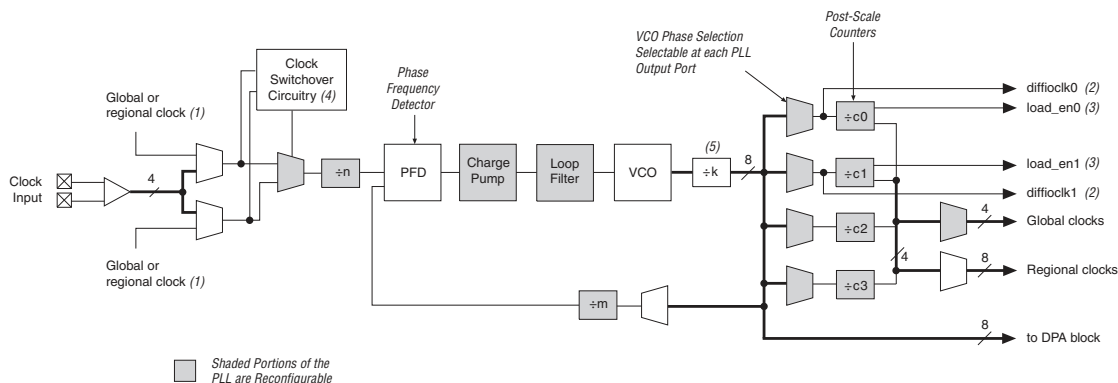 Post-Scale
Counters
VCO Phase Selection
Selectable at each PLL
Output Port
Clock
Switchover
Circuitry (4)
Phase
Frequency
Detector
diffioclk0 (2)
load_en0 (3)
Global or
regional clock (1)
÷c0
4
Clock
Input
÷n
PFD
Charge
Pump
Loop
Filter
VCO
(5)
÷k
8
÷c1
load_en1 (3)
diffioclk1 (2)
÷c2
4
Global clocks
4
8
Regional clocks
Global or
regional clock (1)
÷c3
÷m
8
to DPA block
Shaded Portions of the
PLL are Reconfigurable